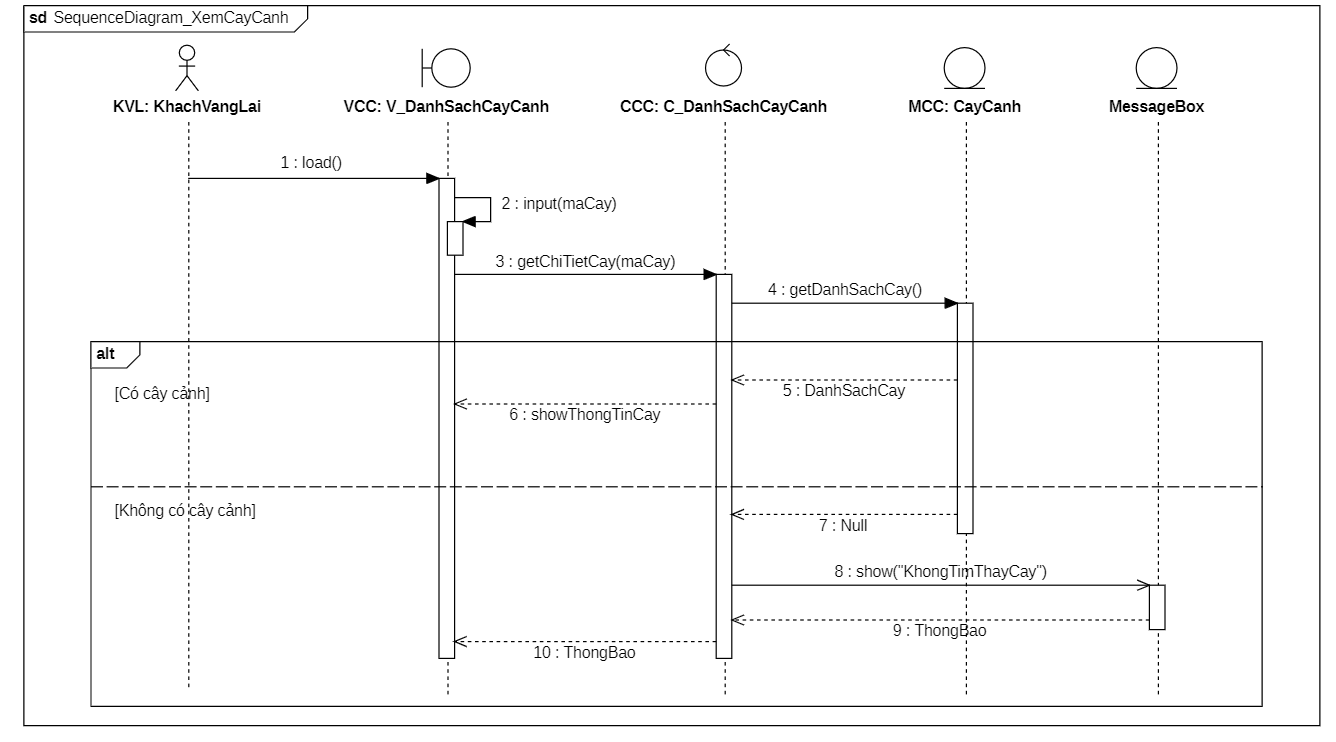 sd SequenceDiagram_XemCayCanh
KVL: KhachVangLai
VCC: V_DanhSachCayCanh
CCC: C_DanhSachCayCanh
MCC: CayCanh
MessageBox
1 : load()
2 : input(maCay)
3 : getChiTietCay(maCay)
4 : getDanhSachCay()
alt
[Có cây cảnh]
5 : DanhSachCay
6 : showThongTinCay
[Không có cây cảnh]
7 : Null
8 : show("KhongTimThayCay")
9 : ThongBao
10 : ThongBao